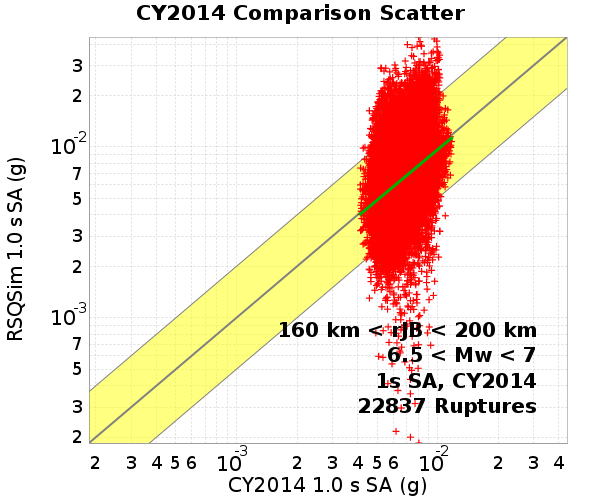 CY2014 Comparison Scatter
RSQSim 1.0 s SA (g)
3
2
10-2
7
5
3
2
10-3
7
5
3
2
160 km < rJB < 200 km
6.5 < Mw < 7
1s SA, CY2014
22837 Ruptures
2 3 4 5 6 10-3 2 3 4 5 6 10-2 2 3 4
CY2014 1.0 s SA (g)